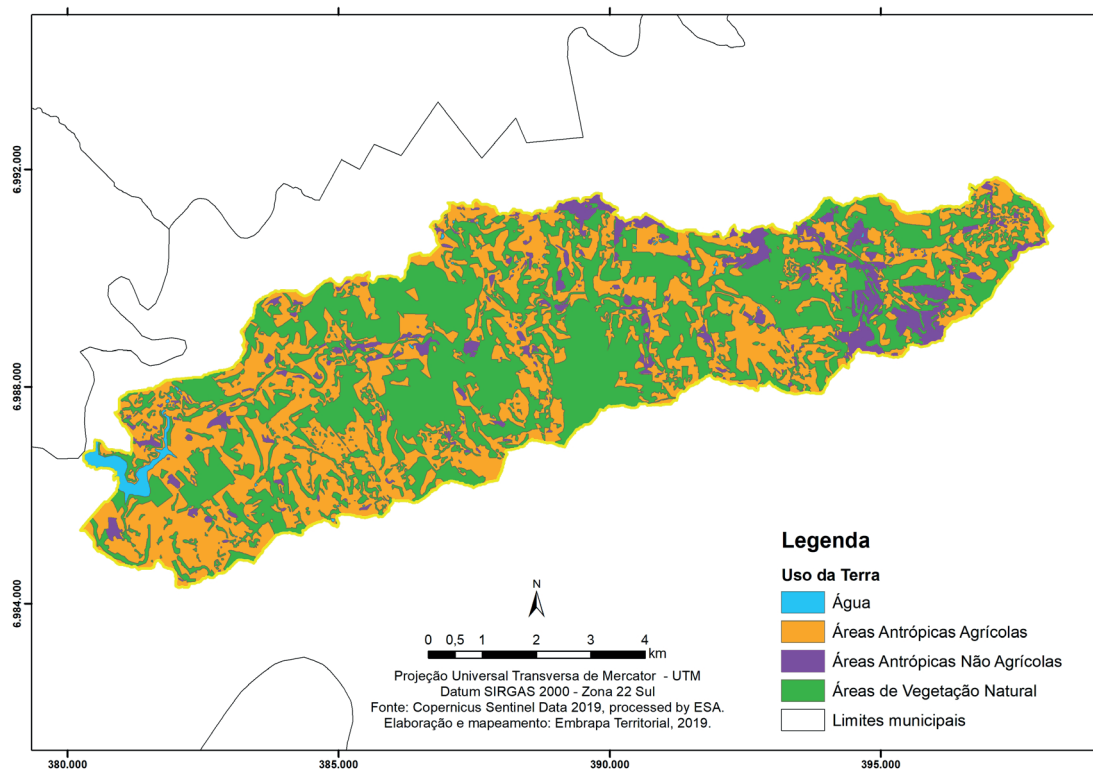 6.992.000
6.988.000
6.984.000
Legenda
Uso da Terra
Água
Áreas Antrópicas Agrícolas
Áreas Antrópicas Não Agrícolas
Áreas de Vegetação Natural
Limites municipais
N
0 0,5 1 2 3 4
km
Projeção Universal Transversa de Mercator - UTM
Datum SIRGAS 2000 - Zona 22 Sul
Fonte: Copernicus Sentinel Data 2019, processed by ESA.
Elaboração e mapeamento: Embrapa Territorial, 2019.
380.000 385.000 390.000 395.000